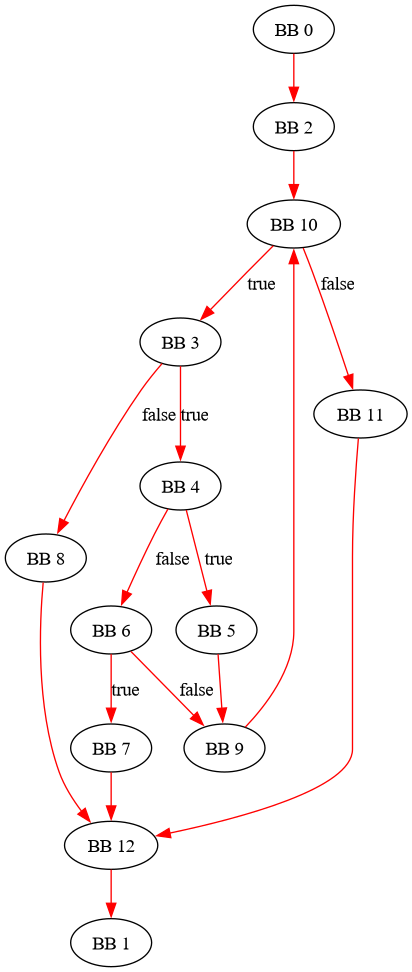 BB 0
BB 2
BB 10
true
false
BB 3
BB 11
false
true
BB 4
BB 8
false
true
BB 6
BB 5
true
false
BB 7
BB 9
BB 12
BB 1